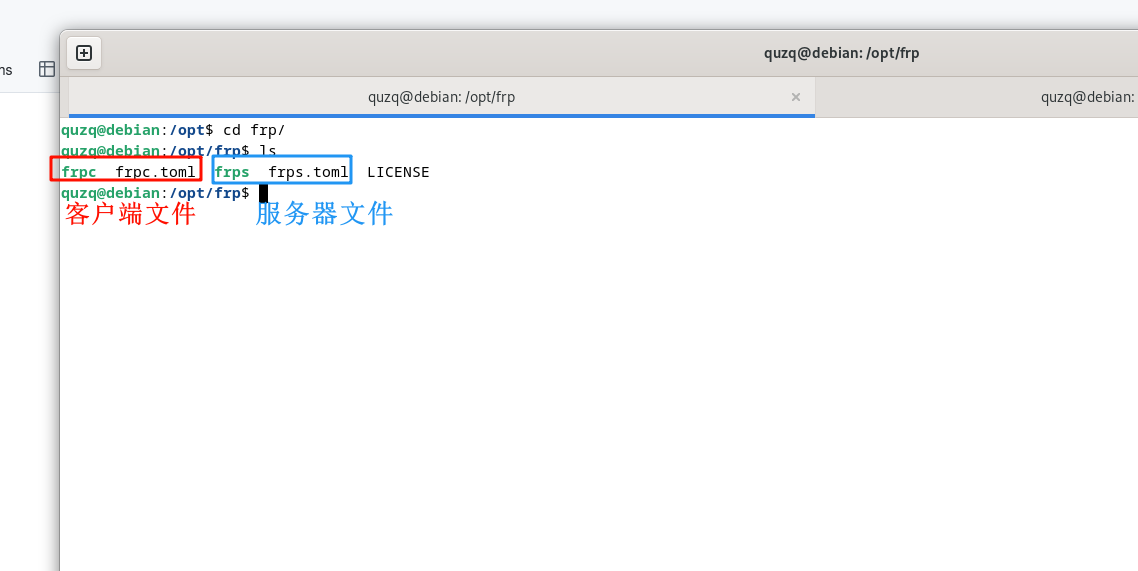 quzq@debian: /opt/frp
ns
quzq@debian: /opt/frp
quzq@debian:
quzq@debian:/opt$ cd frp/
quzq@debian:/opt/frp$ ls
frpc  frpc.toml  frps  frps.toml  LICENSE
quzq@debian:/opt/frp$
客户端文件
服务器文件